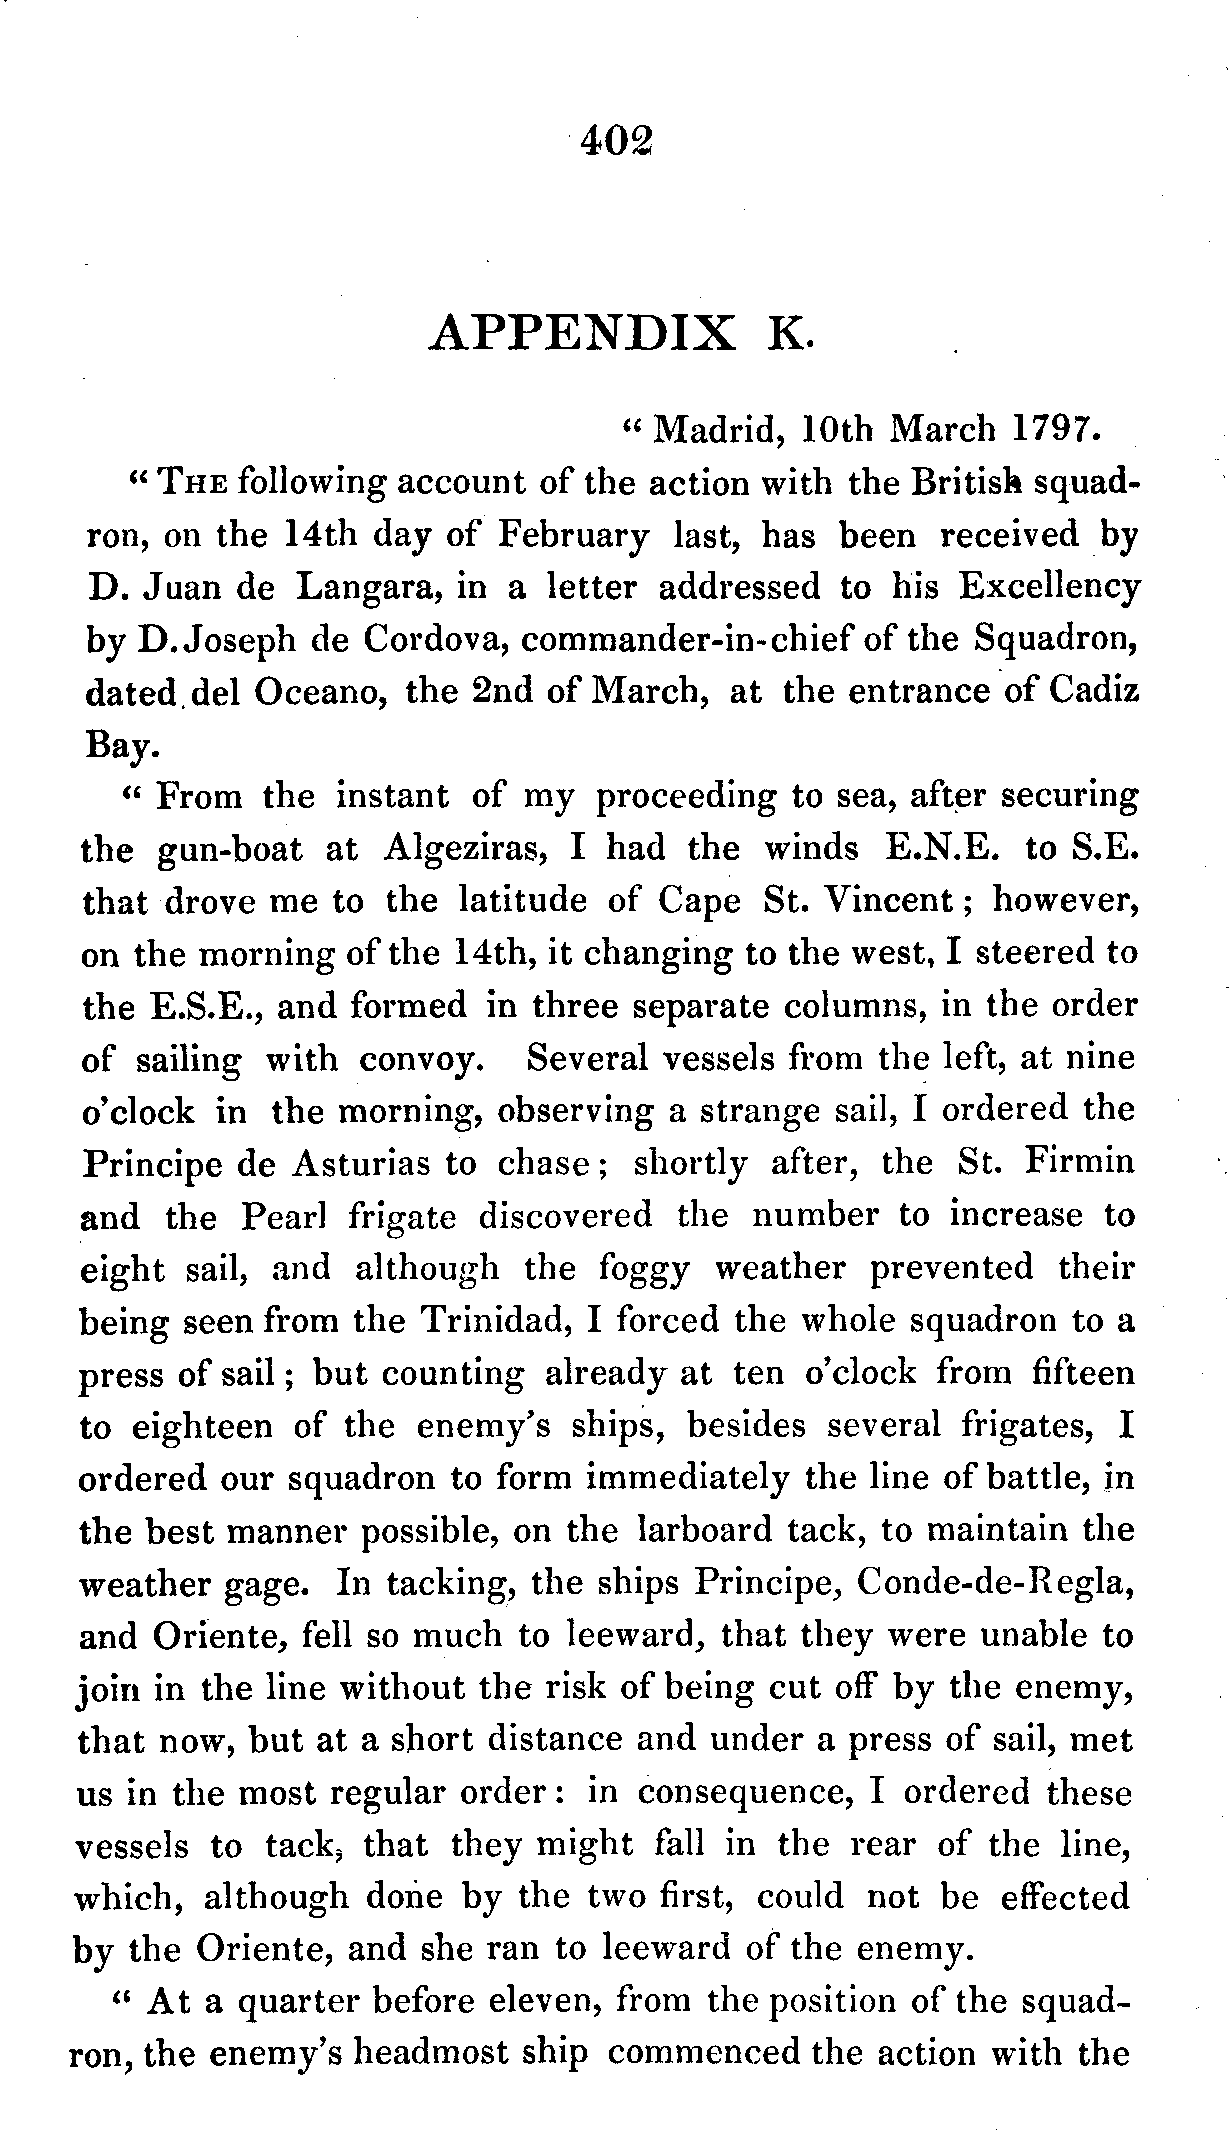 402
APPENDIX K.
“ Madrid, 10th March 1797.
“ THE following account of the action with the British squad-
ron, on the 14th day of February last, has been received by
D. Juan de Langara, in a letter addressed to his Excellency
by D. Joseph de Cordova, commander-in-chief of the Squadron,
dated del Oceano, the 2nd of March, at the entrance of Cadiz
Bay.
“ From the instant of my proceeding to sea, after securing
the gun-boat at Algeziras, I had the winds E.N.E. to S.E.
that drove me to the latitude of Cape St. Vincent ; however,
on the morning of the 14th, it changing to the west, I steered to
the E.S.E., and formed in three separate columns, in the order
of sailing with convoy. Several vessels from the left, at nine
o’clock in the morning, observing a strange sail, I ordered the
Principe de Asturias to chase ; shortly after, the St. Firmin
and the Pearl frigate discovered the number to increase to
eight sail, and although the foggy weather prevented their
being seen from the Trinidad, I forced the whole squadron to a
press of sail ; but counting already at ten o’clock from fifteen
to eighteen of the enemy’s ships, besides several frigates, I
ordered our squadron to form immediately the line of battle, in
the best manner possible, on the larboard tack, to maintain the
weather gage. In tacking, the ships Principe, Conde-de-Regla,
and Oriente, fell so much to leeward, that they were unable to
join in the line without the risk of being cut off by the enemy,
that now, but at a short distance and under a press of sail, met
us in the most regular order : in consequence, I ordered these
vessels to tack, that they might fall in the rear of the line,
which, although done by the two first, could not be effected
by the Oriente, and she ran to leeward of the enemy.
“ At a quarter before eleven, from the position of the squad-
ron, the enemy’s headmost ship commenced the action with the